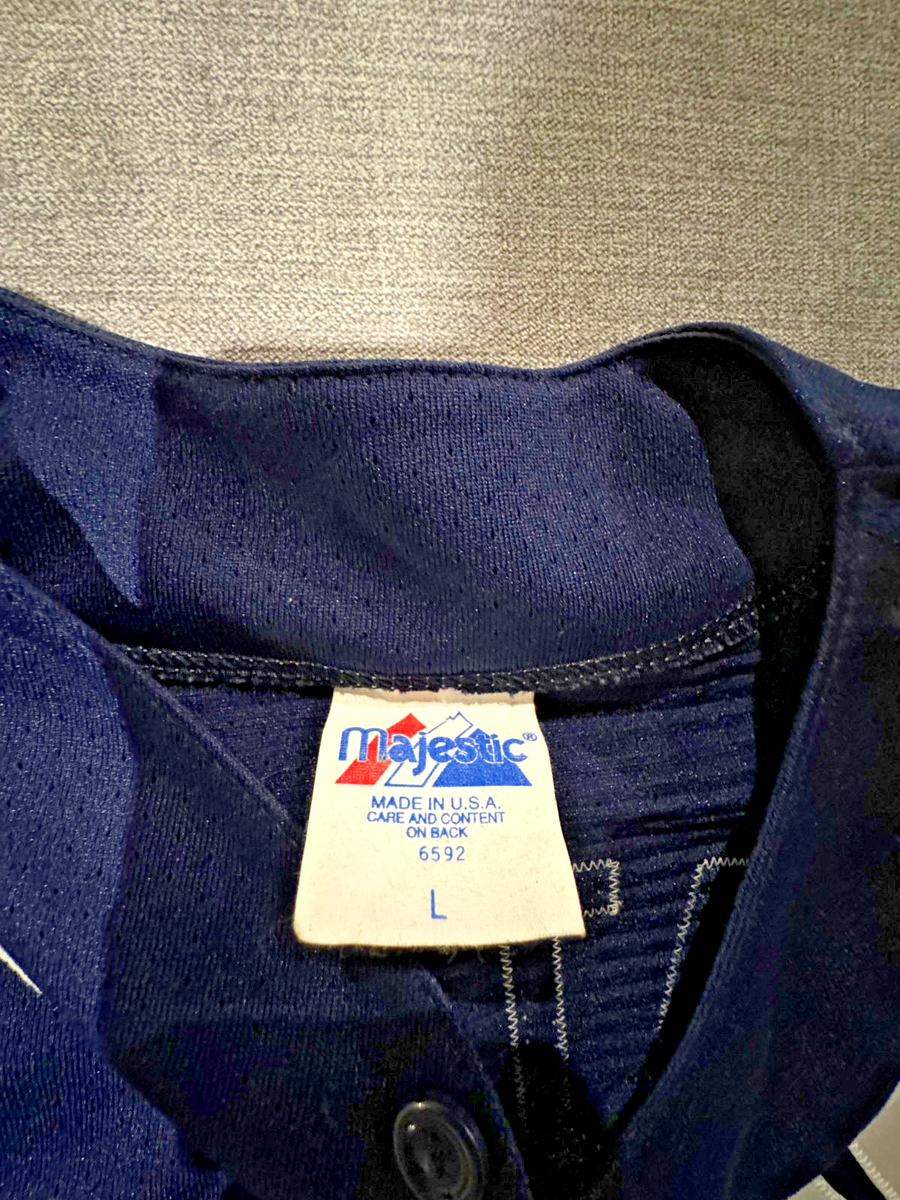 Majestic®
MADE IN U.S.A.
CARE AND CONTENT
ON BACK
6592
L